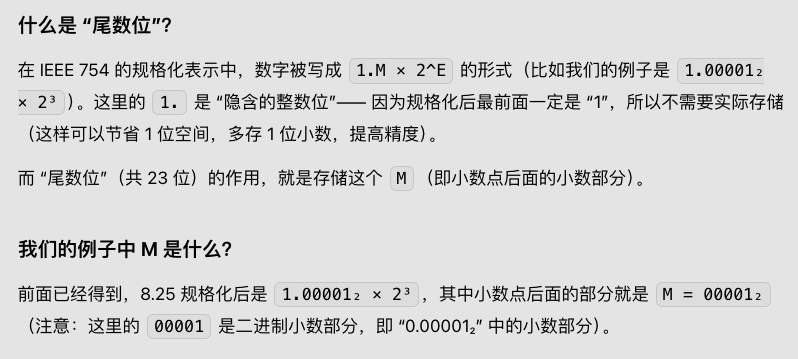 什么是 “尾数位”？
在 IEEE 754 的规格化表示中，数字被写成 1.M × 2^E 的形式（比如我们的例子是 1.00001₂
× 2³）。这里的 1. 是 “隐含的整数位”—— 因为规格化后最前面一定是 “1”，所以不需要实际存储
（这样可以节省 1 位空间，多存 1 位小数，提高精度）。
而 “尾数位”（共 23 位）的作用，就是存储这个 M （即小数点后面的小数部分）。
我们的例子中 M 是什么？
前面已经得到，8.25 规格化后是 1.00001₂ × 2³ ，其中小数点后面的部分就是 M = 00001₂
（注意：这里的 00001 是二进制小数部分，即 “0.00001₂” 中的小数部分）。